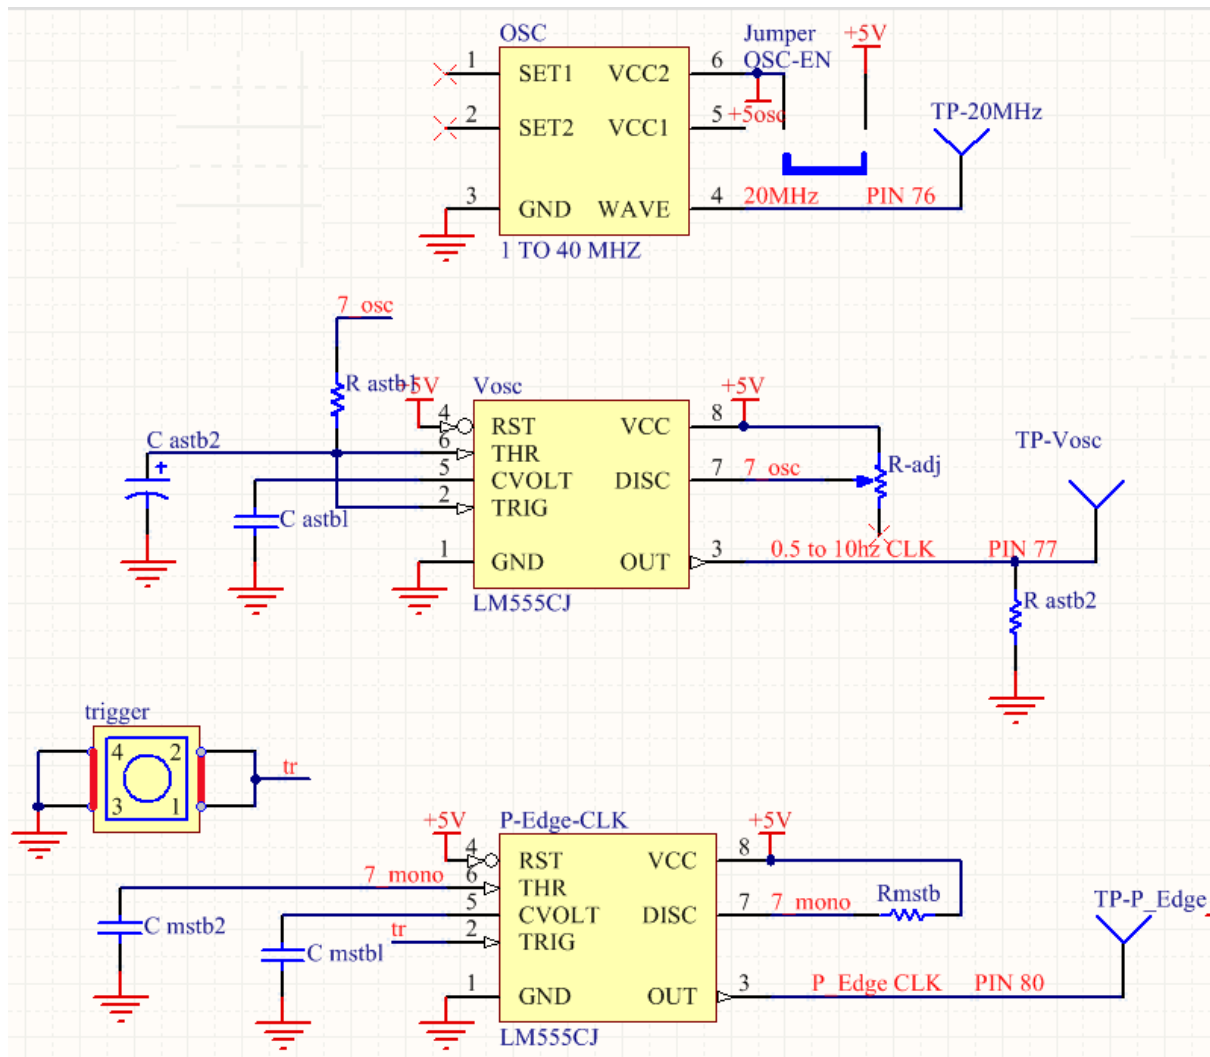 OSC
Jumper
+5V
1
SET1
VCC2
6
OSC-EN
2
SET2
VCC1
5
+5osc
TP-20MHz
3
GND
WAVE
4
20MHz
PIN 76
1 TO 40 MHZ
7_osc
R astb1
+5V
Vosc
+5V
4
RST
VCC
8
C astb2
+
6
THR
5
CVOLT
DISC
7
7_osc
R-adj
TP-Vosc
C astb1
2
TRIG
1
GND
OUT
3
0.5 to 10hz CLK
PIN 77
LM555CJ
R astb2
trigger
4
2
tr
3
1
+5V
P-Edge-CLK
+5V
4
RST
VCC
8
7_mono
6
THR
5
CVOLT
DISC
7
7_mono
Rmstb
TP-P_Edge
C mstb2
tr
2
TRIG
C mstb1
1
GND
OUT
3
P_Edge CLK
PIN 80
LM555CJ